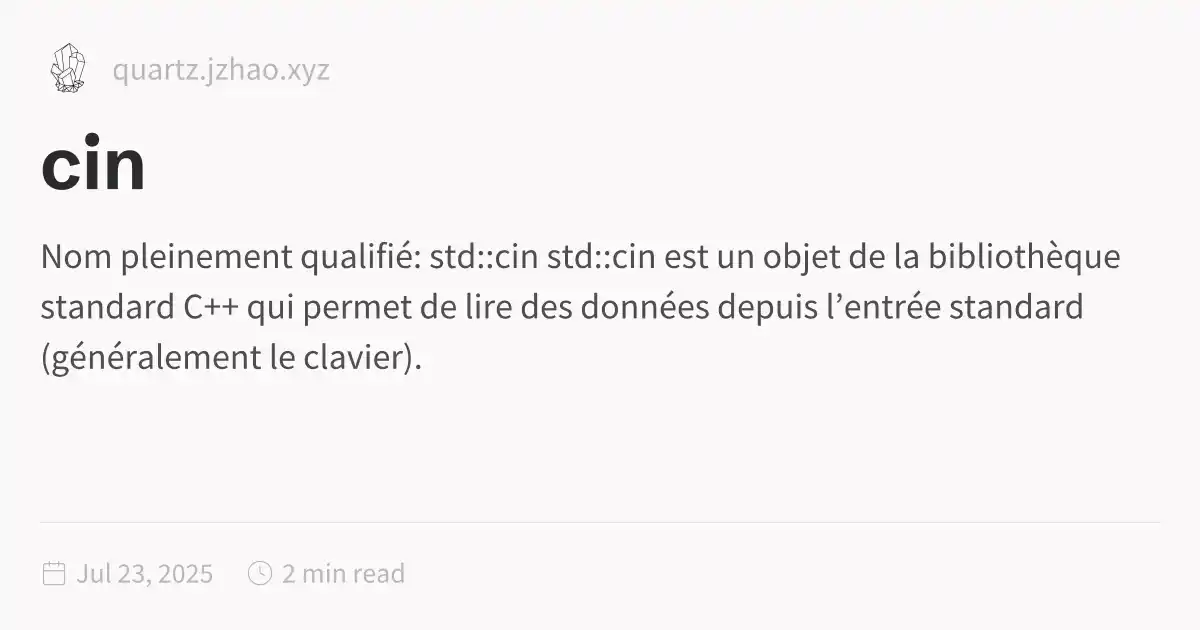 quartz.jzhao.xyz
cin
Nom pleinement qualifié: std::cin std::cin est un objet de la bibliothèque
standard C++ qui permet de lire des données depuis l’entrée standard
(généralement le clavier).
Jul 23, 2025 2 min read